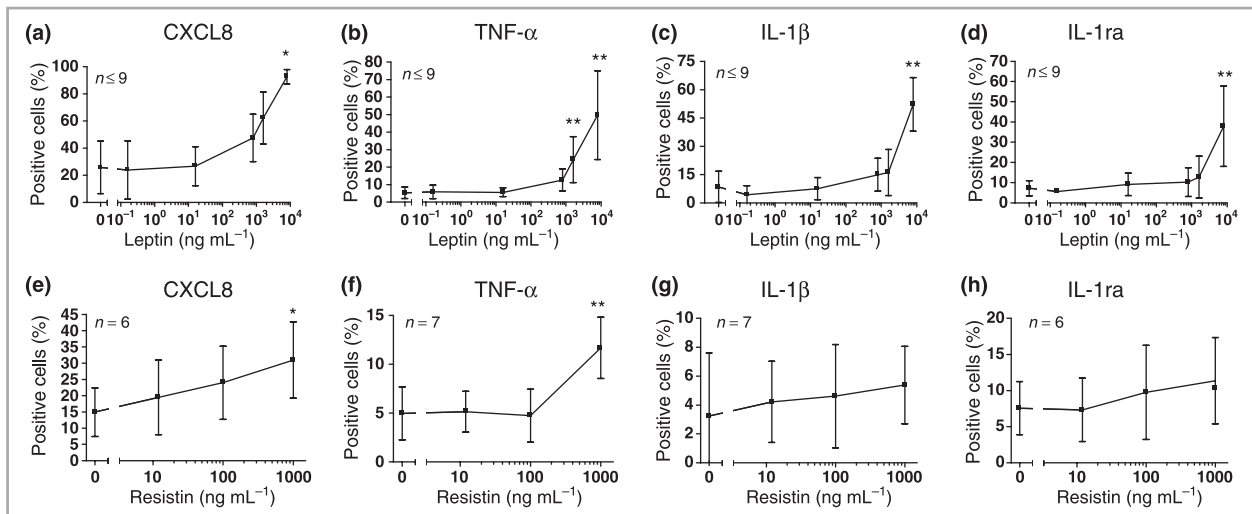 (a) CXCL8
*
n ≤ 9
100
80
60
40
20
0
Positive cells (%)
0 10⁻¹ 10⁰ 10¹ 10² 10³ 10⁴
Leptin (ng mL⁻¹)
(b) TNF-α
**
**
n ≤ 9
80
70
60
50
40
30
20
10
0
Positive cells (%)
0 10⁻¹ 10⁰ 10¹ 10² 10³ 10⁴
Leptin (ng mL⁻¹)
(c) IL-1β
**
n ≤ 9
75
60
45
30
15
0
Positive cells (%)
0 10⁻¹ 10⁰ 10¹ 10² 10³ 10⁴
Leptin (ng mL⁻¹)
(d) IL-1ra
**
n ≤ 9
70
60
50
40
30
20
10
0
Positive cells (%)
0 10⁻¹ 10⁰ 10¹ 10² 10³ 10⁴
Leptin (ng mL⁻¹)
(e) CXCL8
*
n = 6
45
40
35
30
25
20
15
10
5
0
Positive cells (%)
0 10 100 1000
Resistin (ng mL⁻¹)
(f) TNF-α
**
n = 7
15
10
5
0
Positive cells (%)
0 10 100 1000
Resistin (ng mL⁻¹)
(g) IL-1β
n = 7
8
6
4
2
0
Positive cells (%)
0 10 100 1000
Resistin (ng mL⁻¹)
(h) IL-1ra
n = 6
20
15
10
5
0
Positive cells (%)
0 10 100 1000
Resistin (ng mL⁻¹)